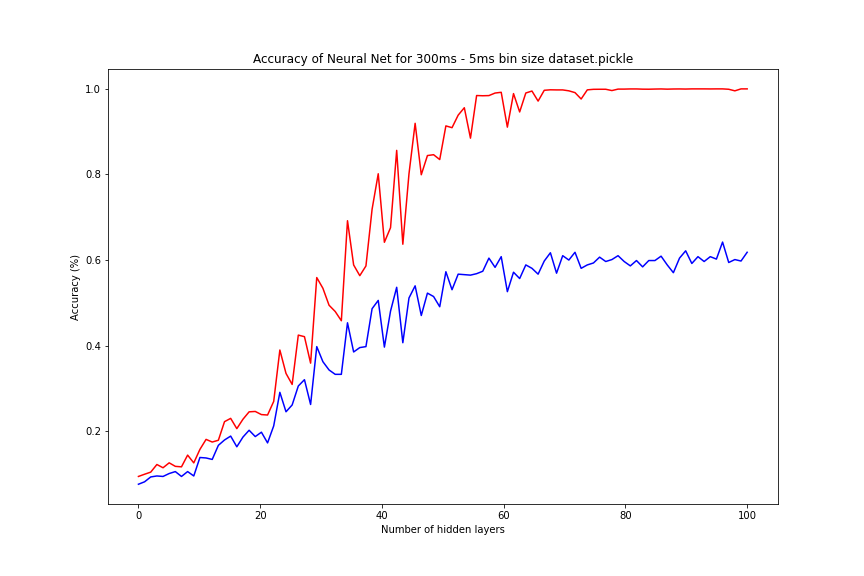 Accuracy of Neural Net for 300ms - 5ms bin size dataset.pickle
1.0
0.8
0.6
0.4
0.2
Accuracy (%)
0 20 40 60 80 100
Number of hidden layers